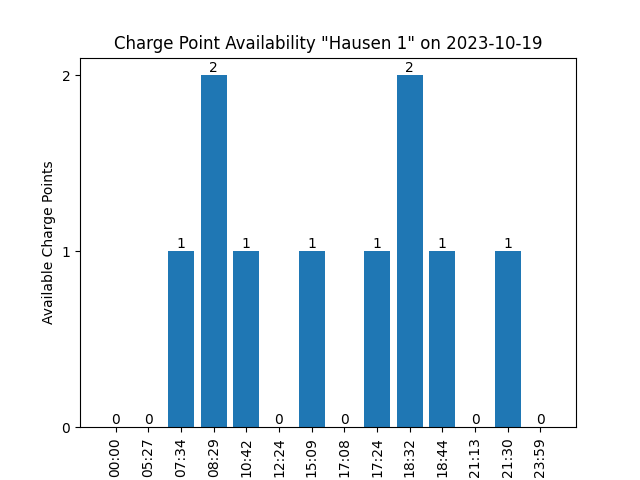 Charge Point Availability "Hausen 1" on 2023-10-19
Available Charge Points
2
1
0
0 0 1 2 1 0 1 0 1 2 1 0 1 0
00:00 05:27 07:34 08:29 10:42 12:24 15:09 17:08 17:24 18:32 18:44 21:13 21:30 23:59